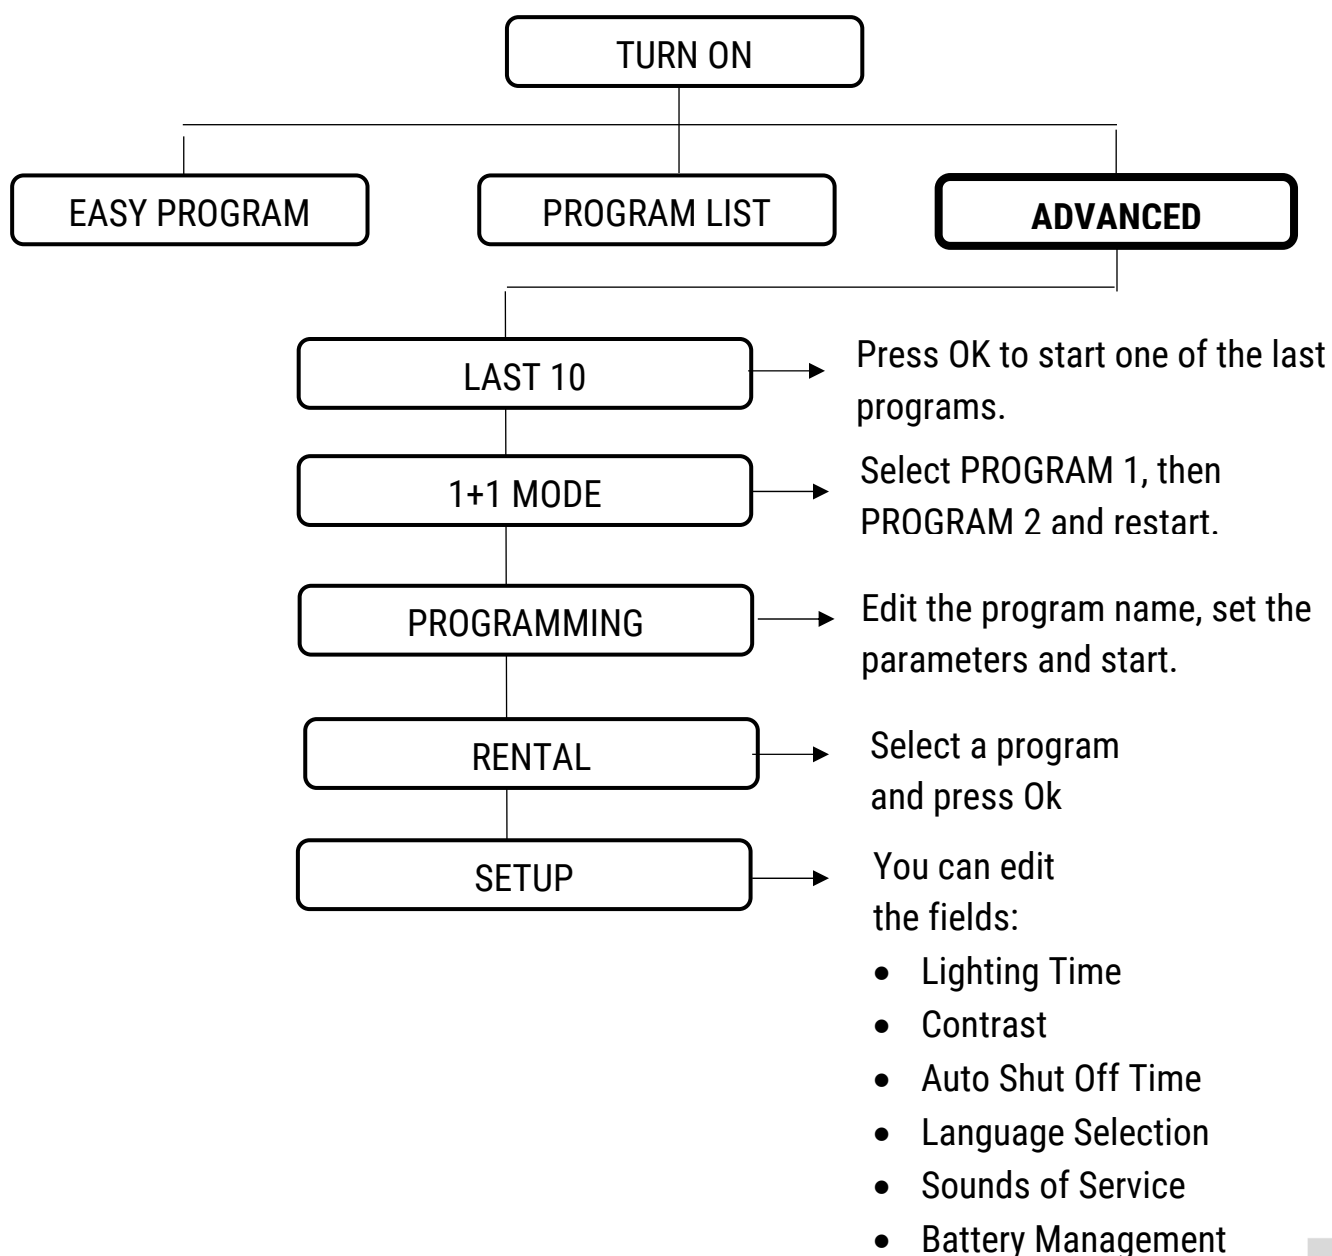 TURN ON
EASY PROGRAM
PROGRAM LIST
ADVANCED
LAST 10
Press OK to start one of the last
programs.
1+1 MODE
Select PROGRAM 1, then
PROGRAM 2 and restart.
PROGRAMMING
Edit the program name, set the
parameters and start.
RENTAL
Select a program
and press Ok
SETUP
You can edit
the fields:
• Lighting Time
• Contrast
• Auto Shut Off Time
• Language Selection
• Sounds of Service
• Battery Management